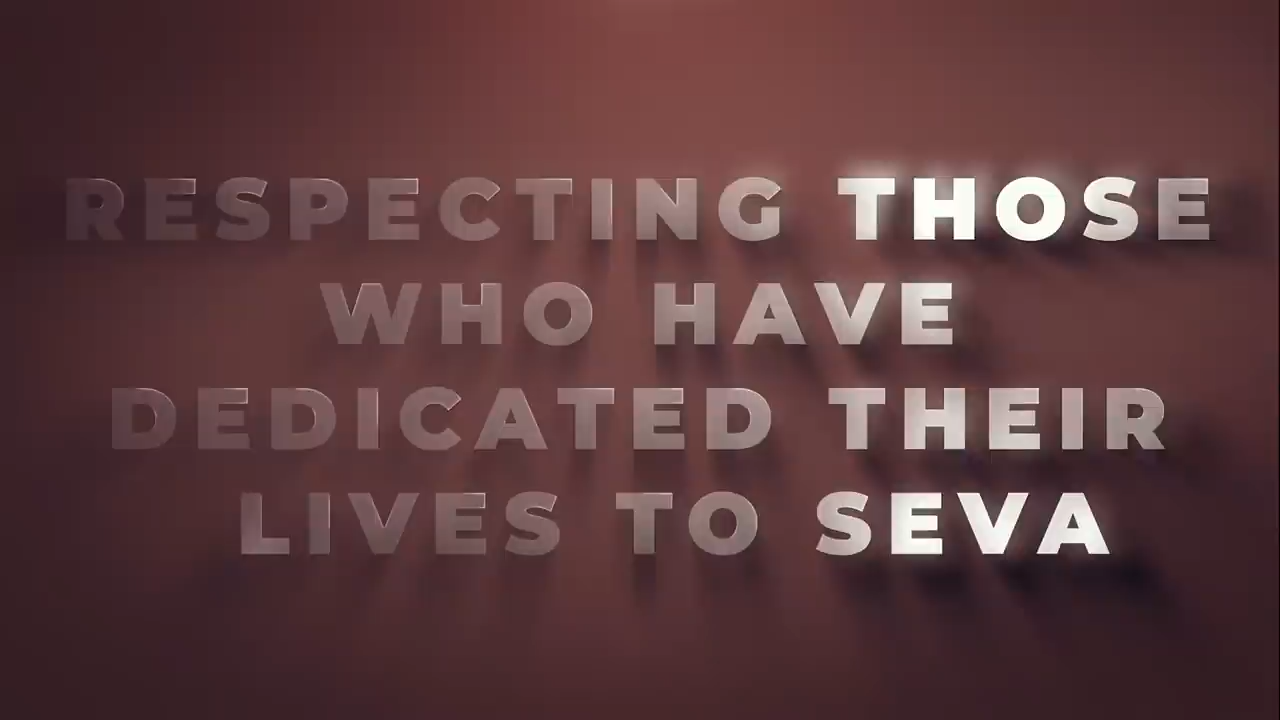 RESPECTING THOSE
WHO HAVE
DEDICATED THEIR
LIVES TO SEVA